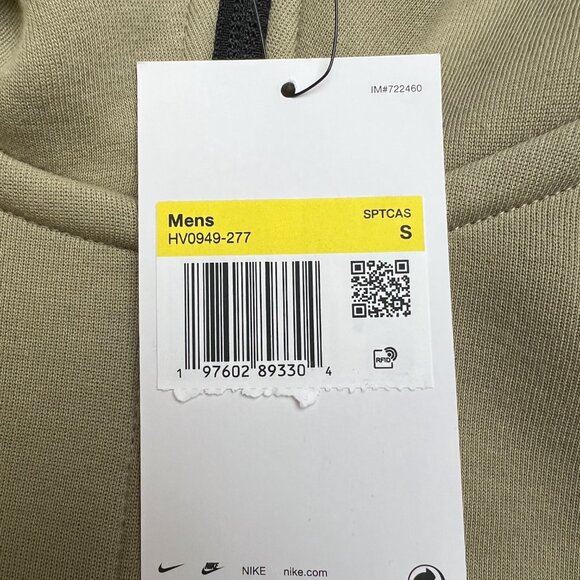 IM#722460
Mens SPTCAS
HV0949-277 S
1 97602 89330 4
RFID
NIKE nike.com